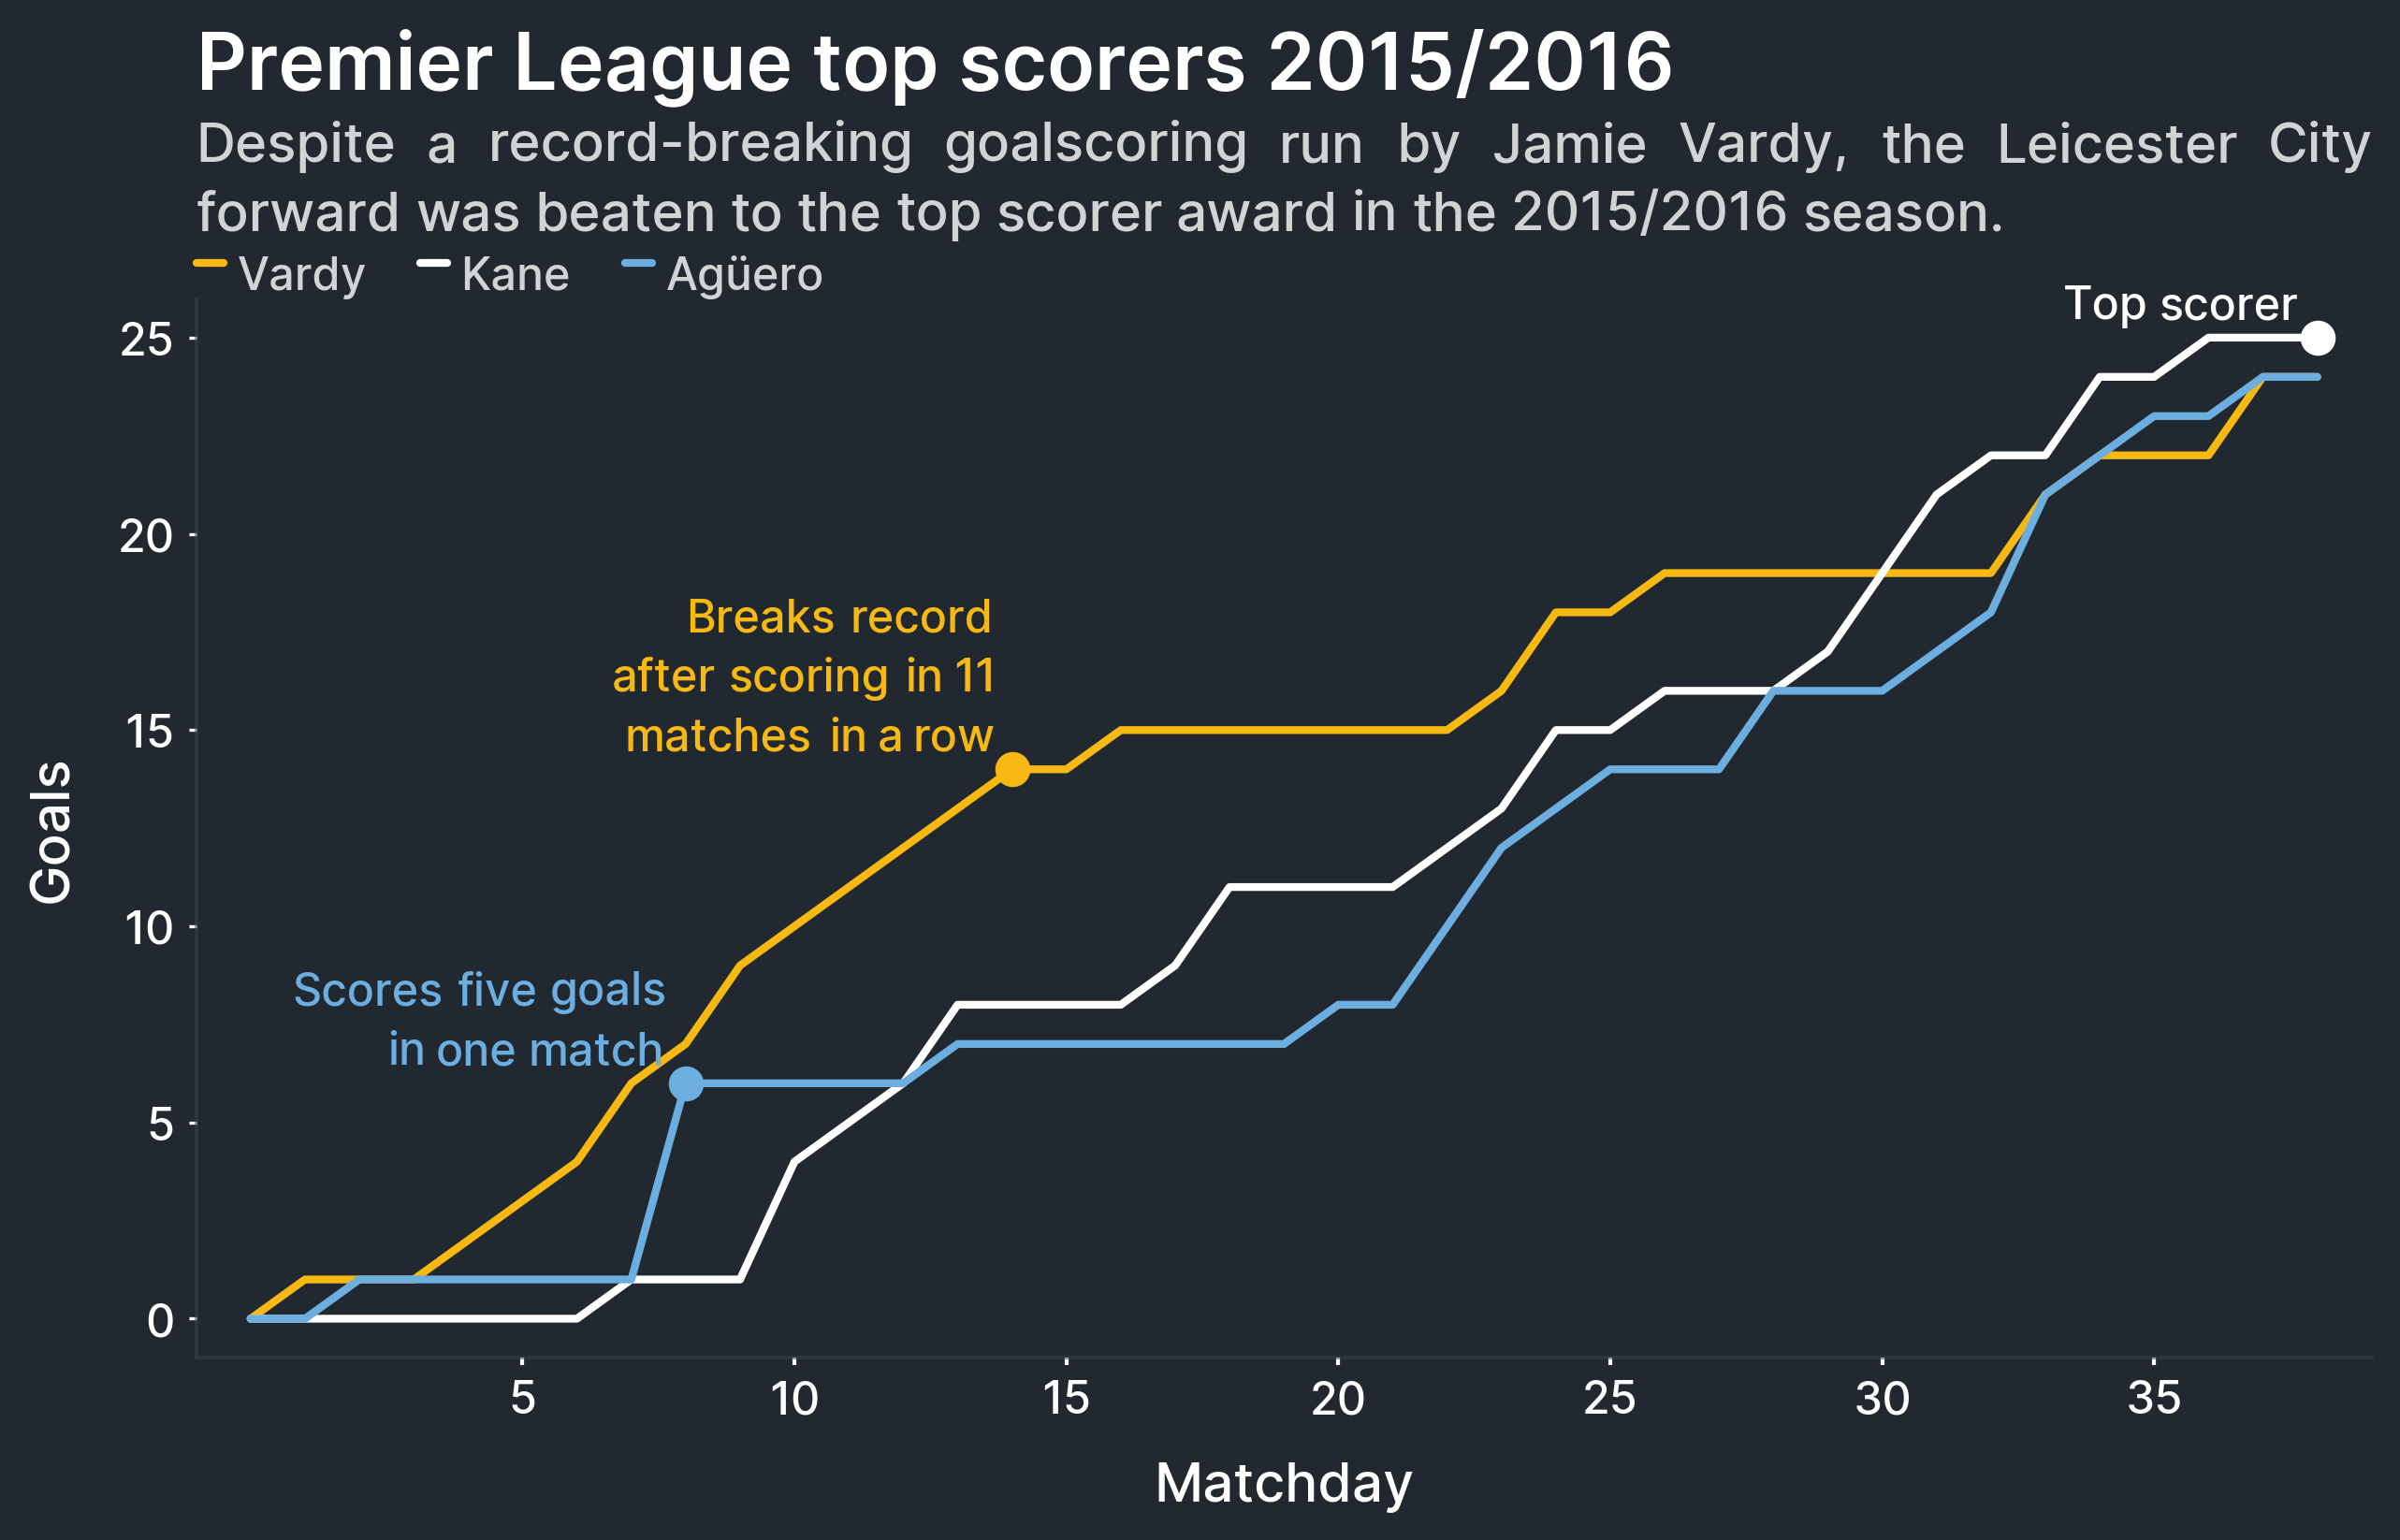 Premier League top scorers 2015/2016
Despite a record-breaking goalscoring run by Jamie Vardy, the Leicester City
forward was beaten to the top scorer award in the 2015/2016 season.
Vardy Kane Agüero
Top scorer
25
20
Breaks record
after scoring in 11
matches in a row
15
Goals
10
Scores five goals
in one match
5
0
5 10 15 20 25 30 35
Matchday